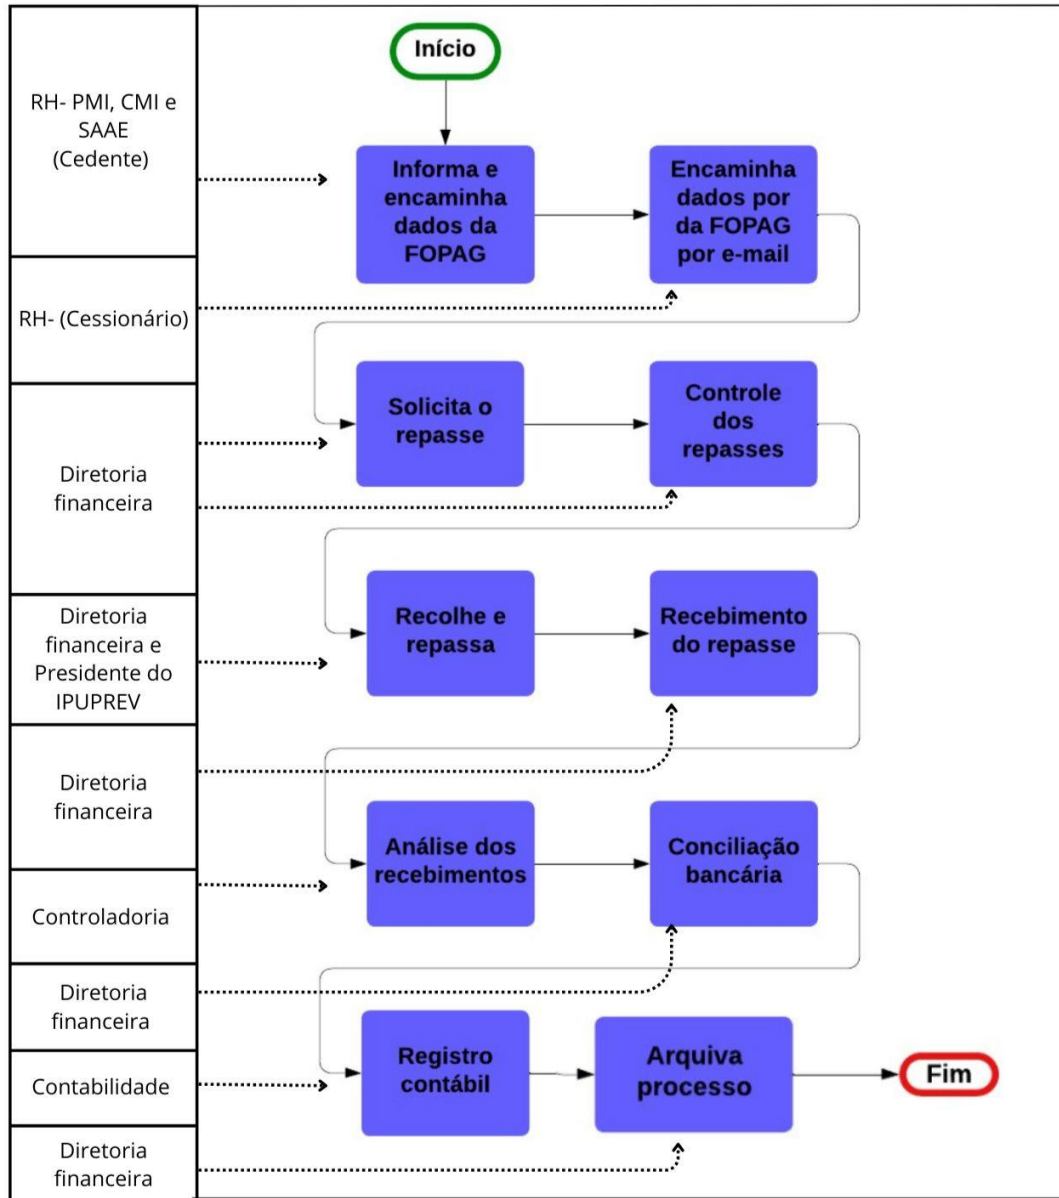 RH- PMI, CMI e
SAAE
(Cedente)
RH- (Cessionário)
Diretoria
financeira
Diretoria
financeira e
Presidente do
IPUPREV
Diretoria
financeira
Controladoria
Diretoria
financeira
Contabilidade
Diretoria
financeira
Início
Informa e
encaminha
dados da
FOPAG
Encaminha
dados por
da FOPAG
por e-mail
Solicita o
repasse
Controle
dos
repasses
Recolhe e
repassa
Recebimento
do repasse
Análise dos
recebimentos
Conciliação
bancária
Registro
contábil
Arquiva
processo
Fim